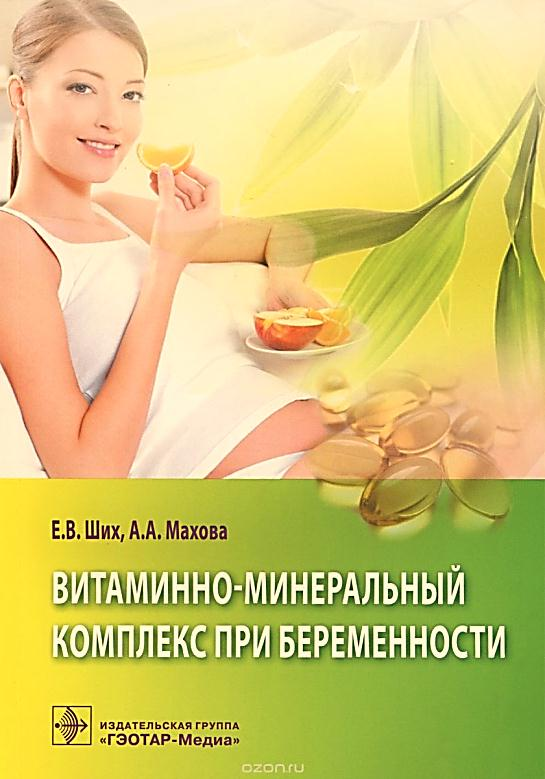 Е.В. Ших, А.А. Махова
ВИТАМИННО-МИНЕРАЛЬНЫЙ
КОМПЛЕКС ПРИ БЕРЕМЕННОСТИ
ИЗДАТЕЛЬСКАЯ ГРУППА
«ГЭОТАР-Медиа»
ozon.ru